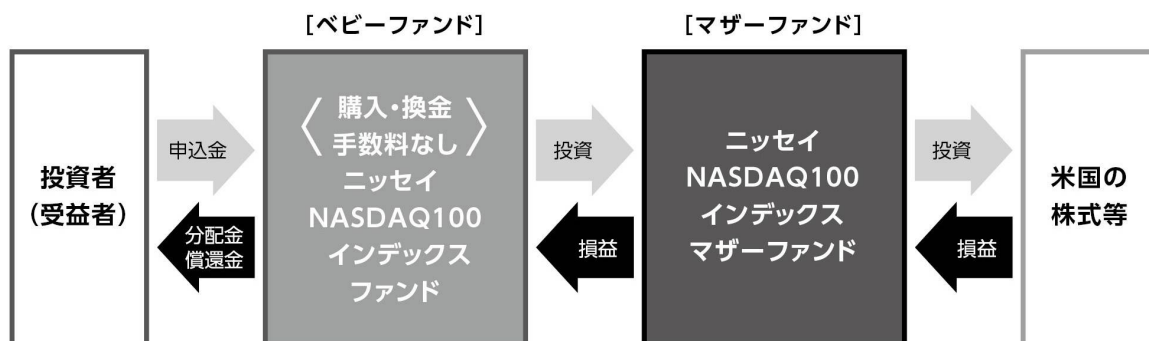 [ベビーファンド]
[マザーファンド]
投資者
(受益者)
申込金
分配金
償還金
〈購入・換金
手数料なし〉
ニッセイ
NASDAQ100
インデックス
ファンド
投資
損益
ニッセイ
NASDAQ100
インデックス
マザーファンド
投資
損益
米国の
株式等